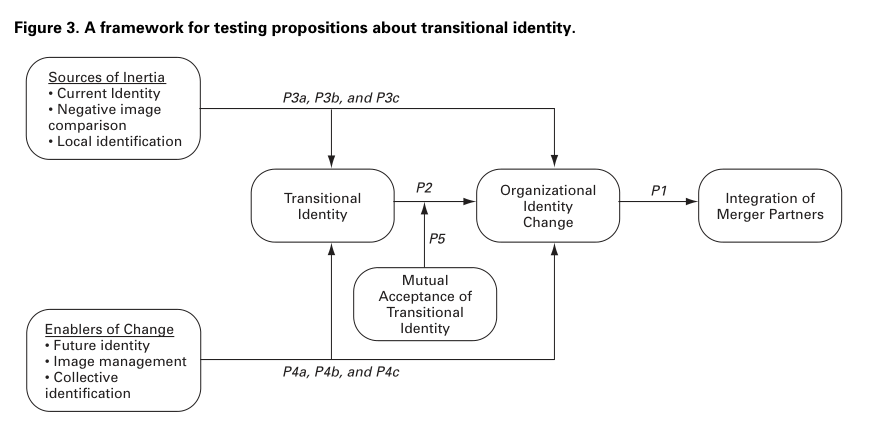 Figure 3. A framework for testing propositions about transitional identity.
Sources of Inertia
• Current Identity
• Negative image
comparison
• Local identification
P3a, P3b, and P3c
Transitional
Identity
P2
Organizational
Identity
Change
P1
Integration of
Merger Partners
P5
Mutual
Acceptance of
Transitional
Identity
Enablers of Change
• Future identity
• Image management
• Collective
identification
P4a, P4b, and P4c